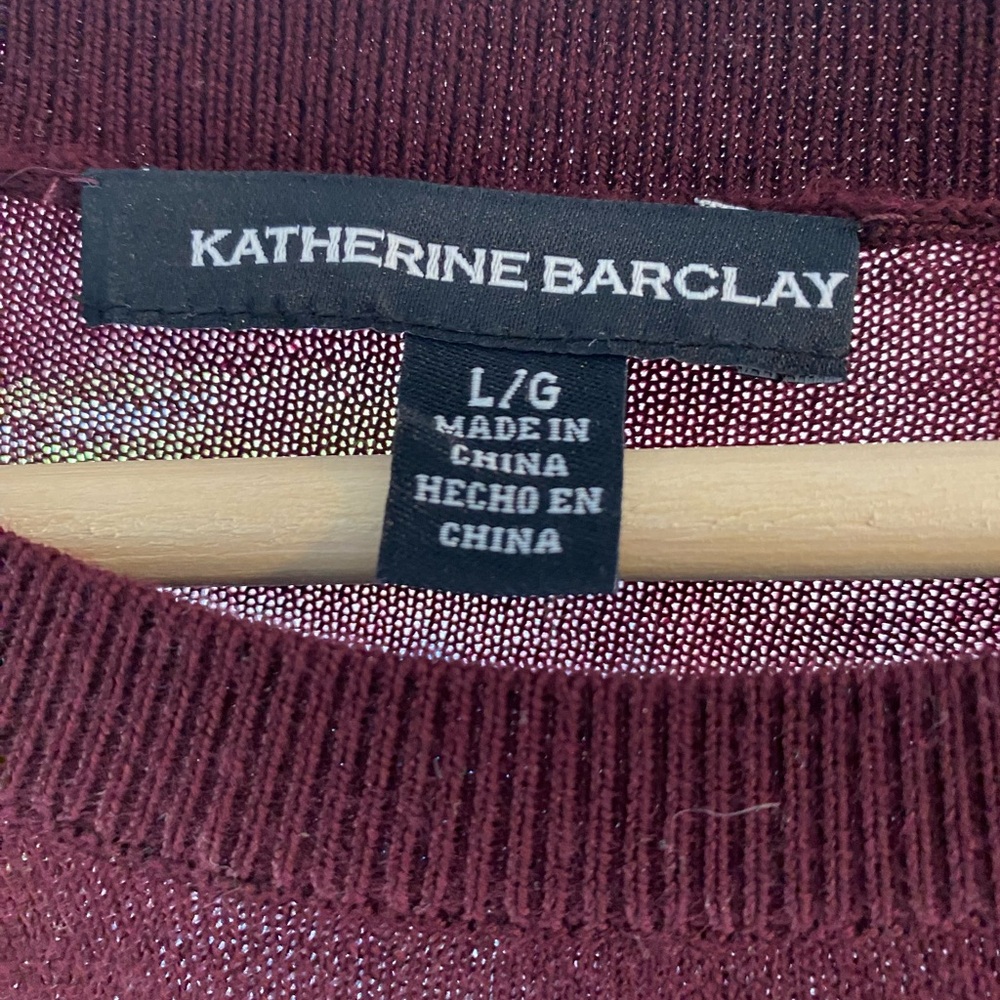 KATHERINE BARCLAY
L/G
MADE IN
CHINA
HECHO EN
CHINA